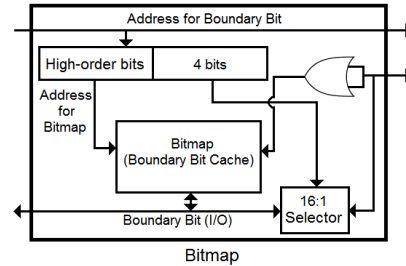 Address for Boundary Bit
High-order bits
4 bits
Address
for
Bitmap
Bitmap
(Boundary Bit Cache)
16:1
Selector
Boundary Bit (I/O)
Bitmap